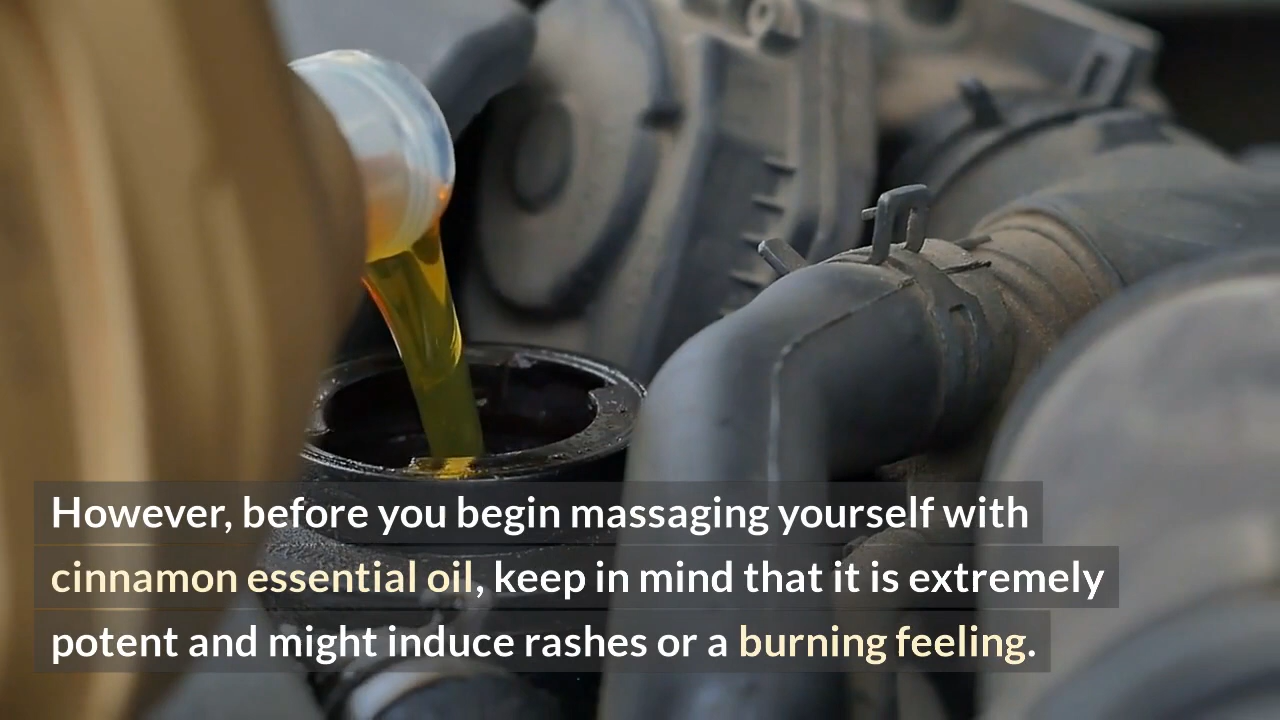 However, before you begin massaging yourself with
cinnamon essential oil, keep in mind that it is extremely
potent and might induce rashes or a burning feeling.